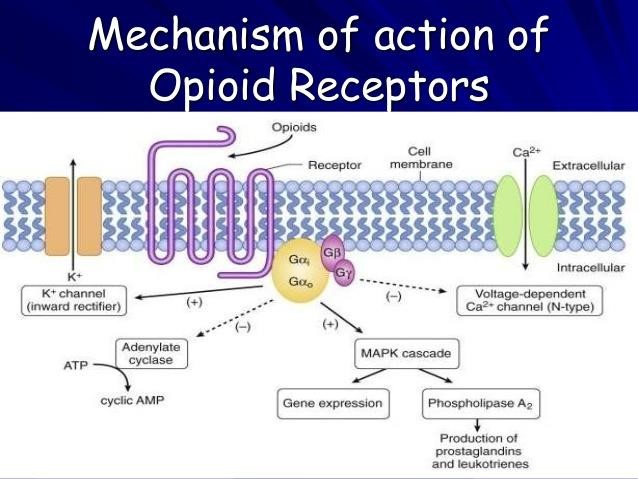 Mechanism of action of
Opioid Receptors
Opioids
Receptor
Cell
membrane
Ca2+
Extracellular
Gβ
Gαi
Gγ
Gαo
Intracellular
K+
K+ channel
(inward rectifier)
(+)
(–)
(+)
(–)
Voltage-dependent
Ca2+ channel (N-type)
Adenylate
cyclase
ATP
cyclic AMP
MAPK cascade
Gene expression
Phospholipase A2
Production of
prostaglandins
and leukotrienes